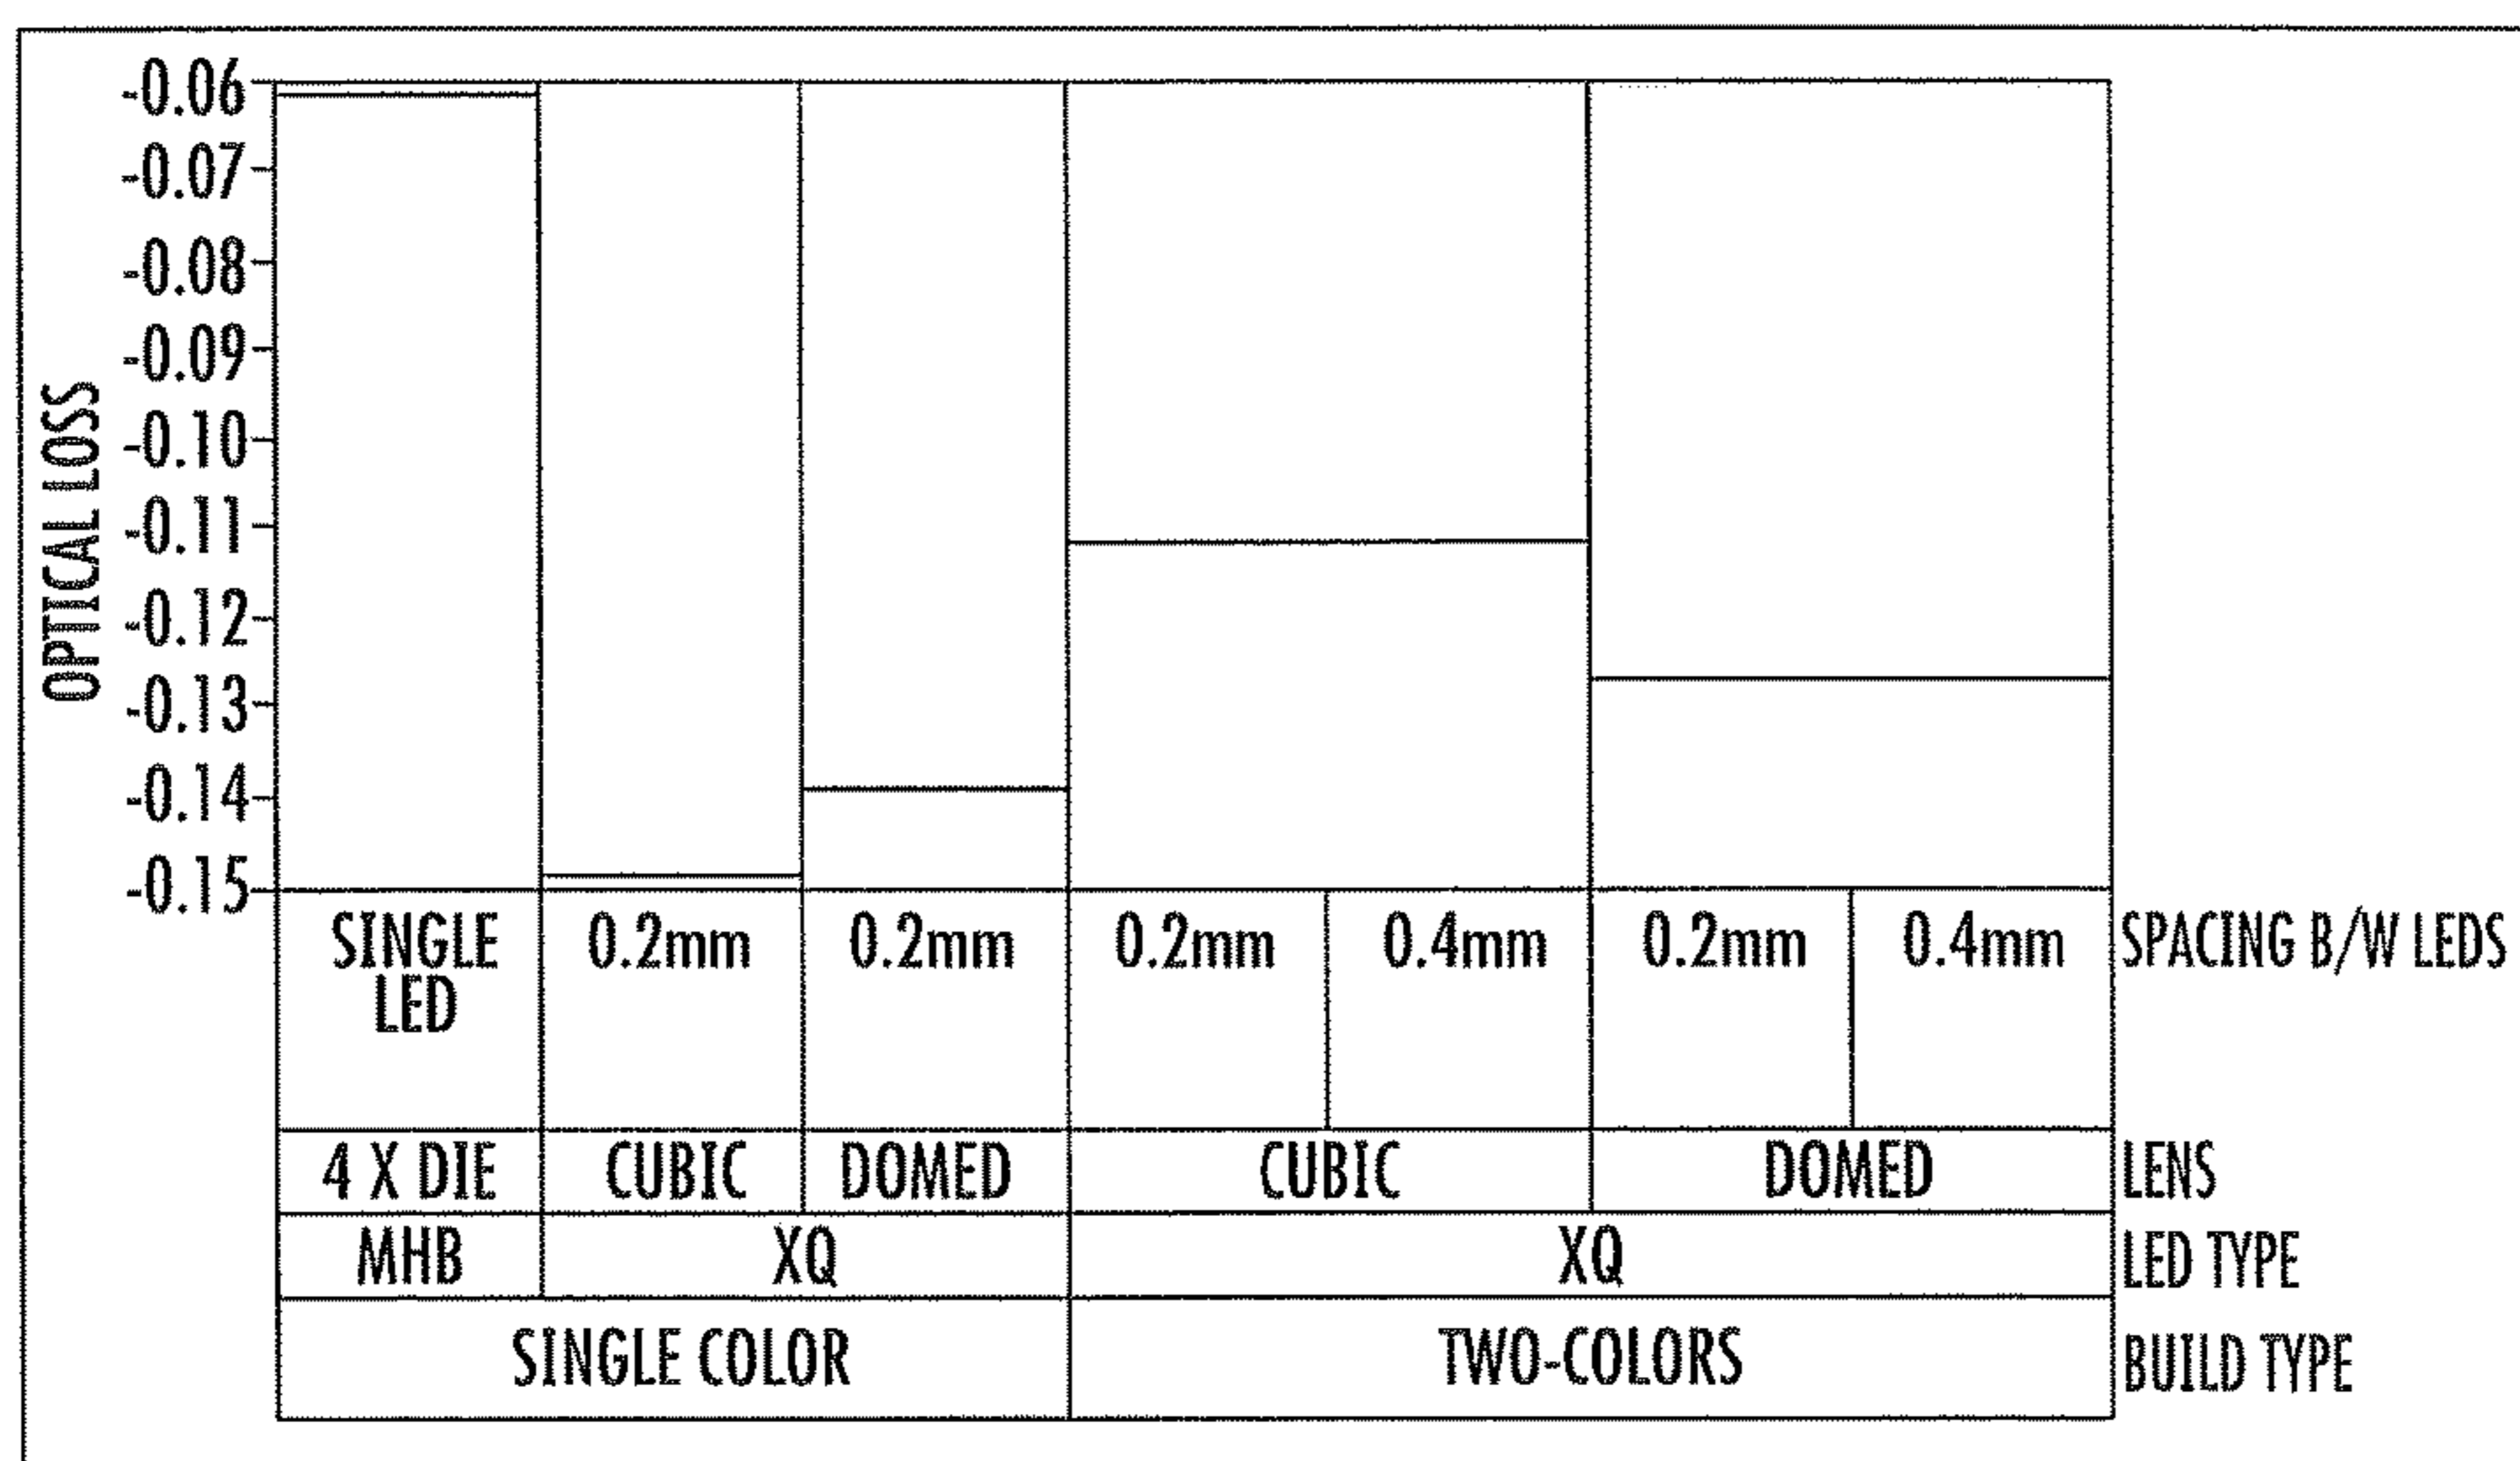 OPTICAL LOSS
-0.06
-0.07
-0.08
-0.09
-0.10
-0.11
-0.12
-0.13
-0.14
-0.15
SINGLE
LED
0.2mm
0.2mm
0.2mm
0.4mm
0.2mm
0.4mm
SPACING B/W LEDS
4 X DIE
CUBIC
DOMED
CUBIC
DOMED
LENS
MHB
XQ
XQ
LED TYPE
SINGLE COLOR
TWO-COLORS
BUILD TYPE